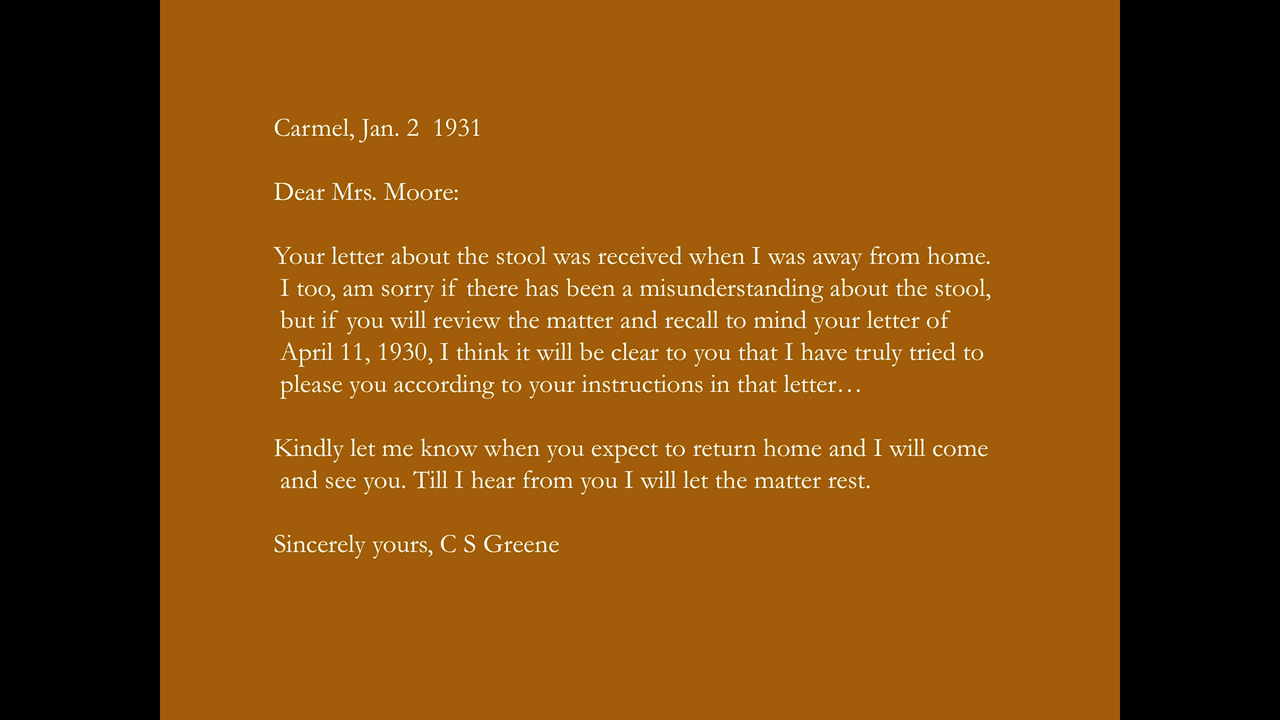 Carmel, Jan. 2  1931
Dear Mrs. Moore:
Your letter about the stool was received when I was away from home.
I too, am sorry if there has been a misunderstanding about the stool,
but if you will review the matter and recall to mind your letter of
April 11, 1930, I think it will be clear to you that I have truly tried to
please you according to your instructions in that letter…
Kindly let me know when you expect to return home and I will come
and see you. Till I hear from you I will let the matter rest.
Sincerely yours, C S Greene